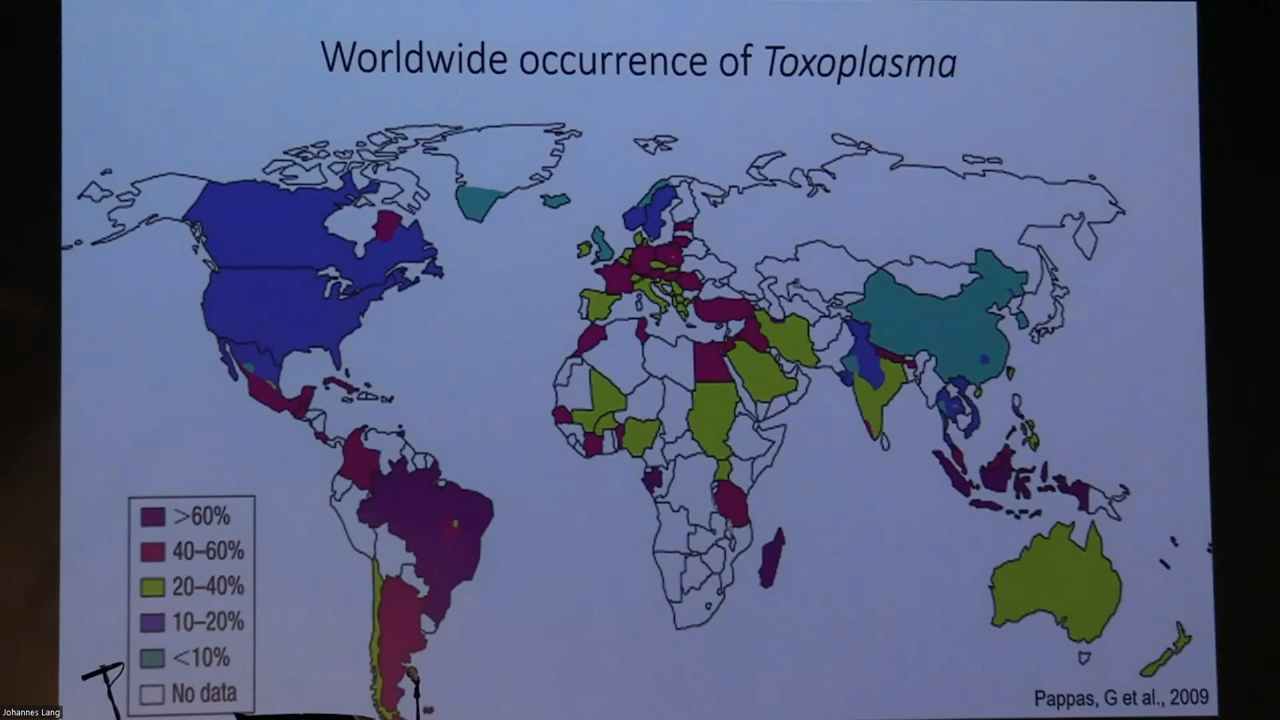 Worldwide occurrence of Toxoplasma
>60%
40–60%
20–40%
10–20%
<10%
No data
Pappas, G et al., 2009
Johannes Lang